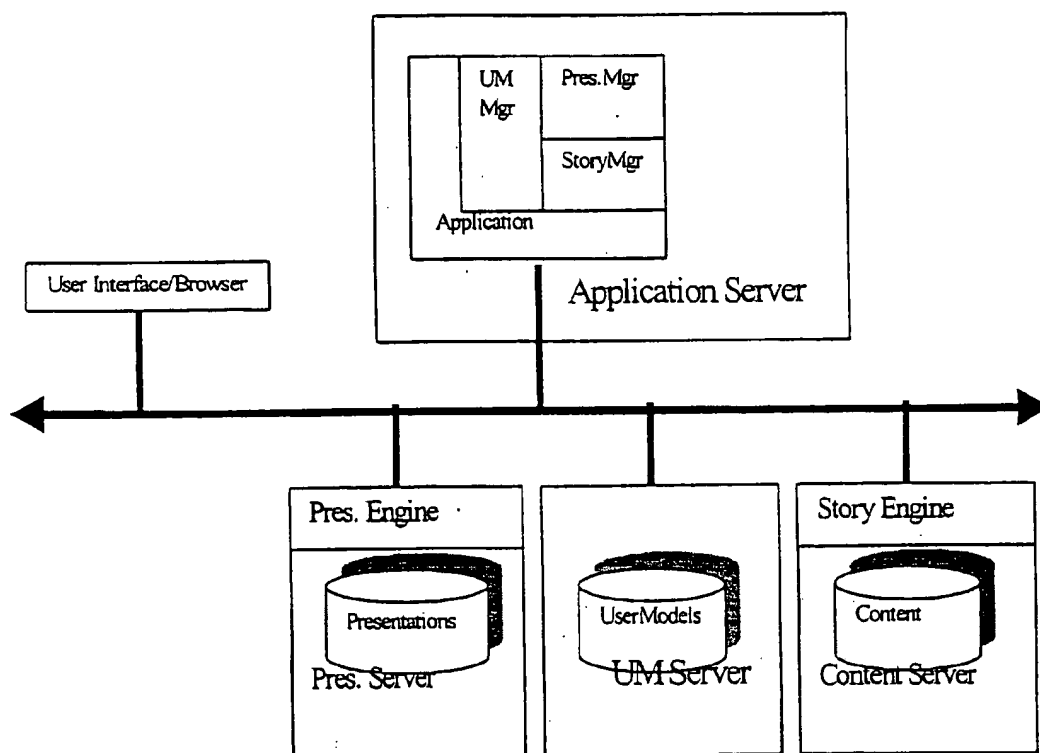 UM
Mgr
Pres.Mgr
StoryMgr
Application
Application Server
User Interface/Browser
Pres. Engine
Presentations
Pres. Server
UserModels
UM Server
Story Engine
Content
Content Server